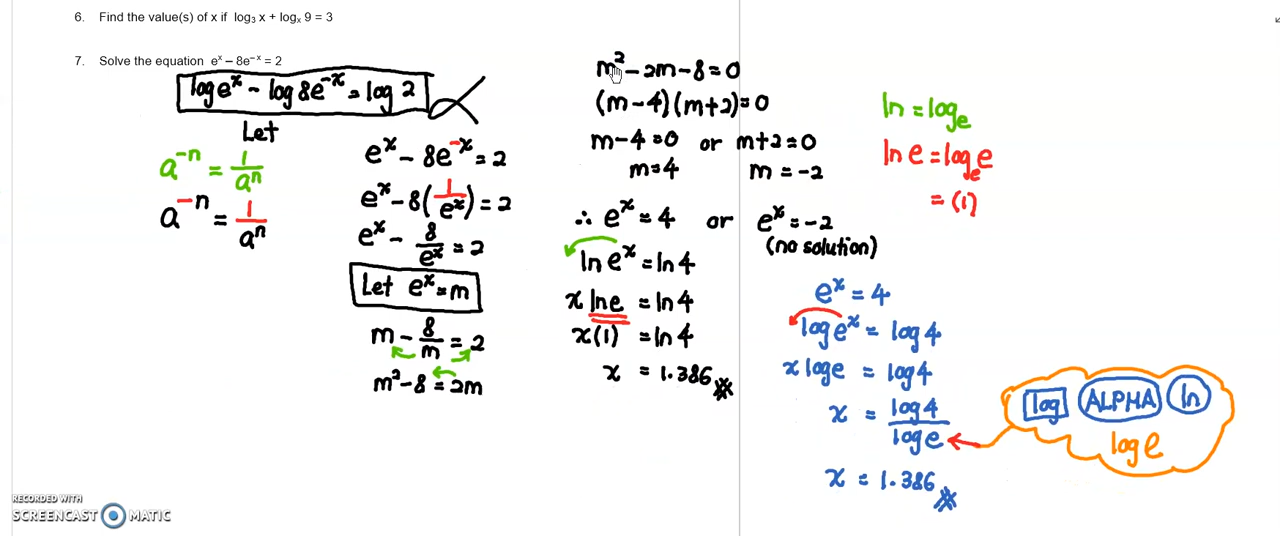 6. Find the value(s) of x if log₃ x + logₓ 9 = 3
7. Solve the equation eˣ – 8e⁻ˣ = 2
log eˣ – log 8e⁻ˣ = log 2
Let
a⁻ⁿ = 1/aⁿ
a⁻ⁿ = 1/aⁿ
eˣ – 8e⁻ˣ = 2
eˣ – 8(1/eˣ) = 2
eˣ – 8/eˣ = 2
Let eˣ = m
m – 8/m = 2
m² – 8 = 2m
m² – 2m – 8 = 0
(m – 4)(m + 2) = 0
m – 4 = 0 or m + 2 = 0
m = 4 m = –2
∴ eˣ = 4 or eˣ = –2
(no solution)
ln eˣ = ln 4
x ln e = ln 4
x(1) = ln 4
x = 1.386
ln = logₑ
ln e = logₑ e
= (1)
eˣ = 4
log eˣ = log 4
x log e = log 4
x = log 4/log e
x = 1.386
log ALPHA ln
log e
RECORDED WITH
SCREENCAST MATIC